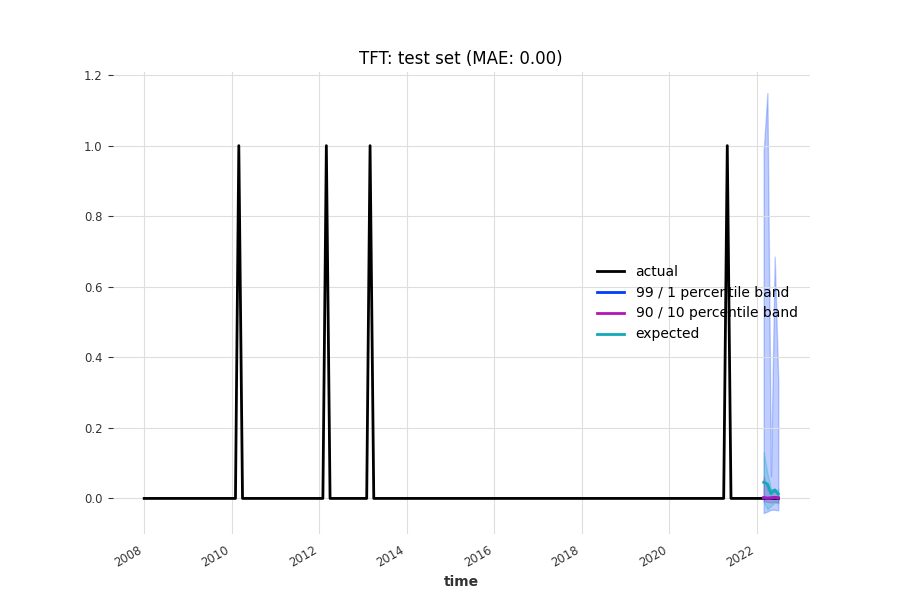 TFT: test set (MAE: 0.00)
1.2
1.0
0.8
0.6
0.4
0.2
0.0
actual
99 / 1 percentile band
90 / 10 percentile band
expected
2008
2010
2012
2014
2016
2018
2020
2022
time